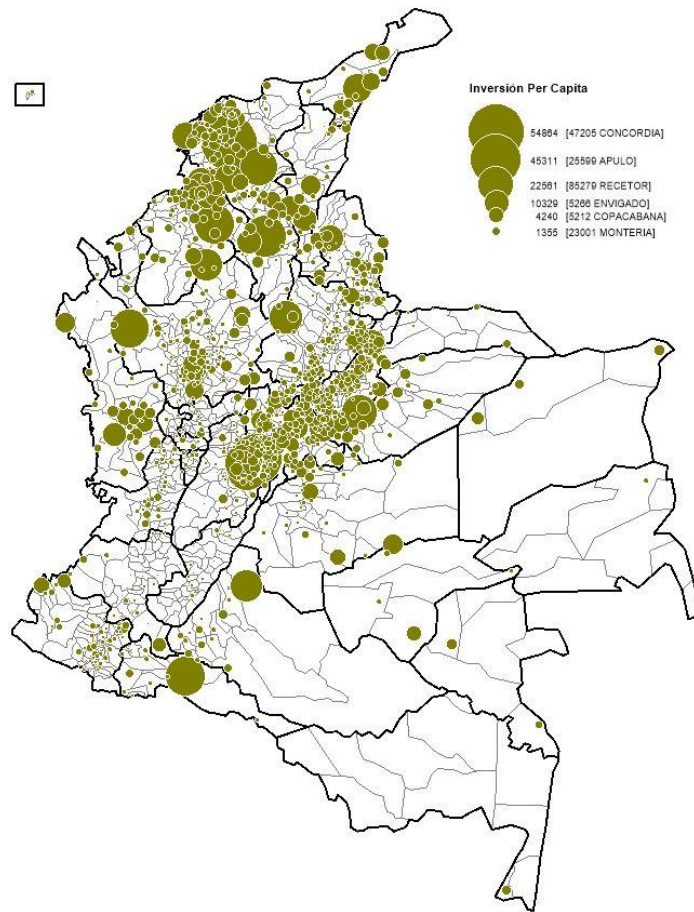 Inversión Per Capita
54864 [47205 CONCORDIA]
45311 [25599 APULO]
22561 [85279 RECETOR]
10329 [5266 ENVIGADO]
4240 [5212 COPACABANA]
1355 [23001 MONTERIA]